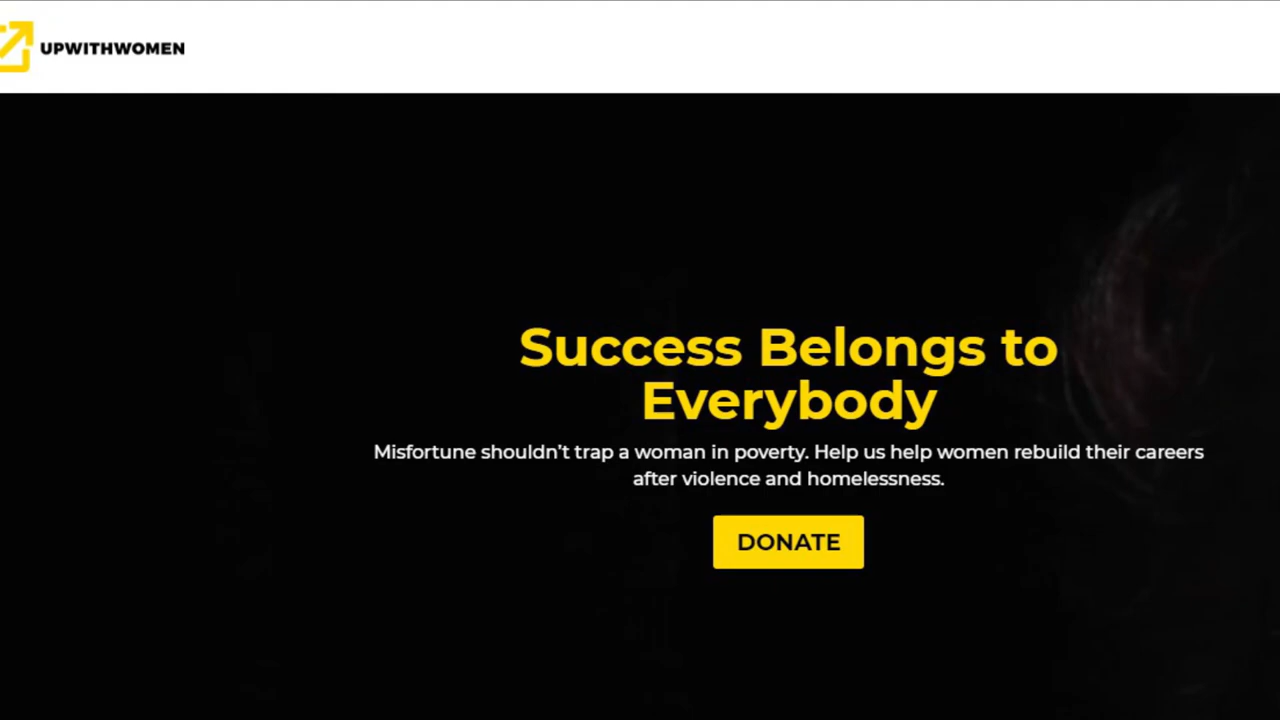 UPWITHWOMEN
Success Belongs to
Everybody
Misfortune shouldn’t trap a woman in poverty. Help us help women rebuild their careers
after violence and homelessness.
DONATE